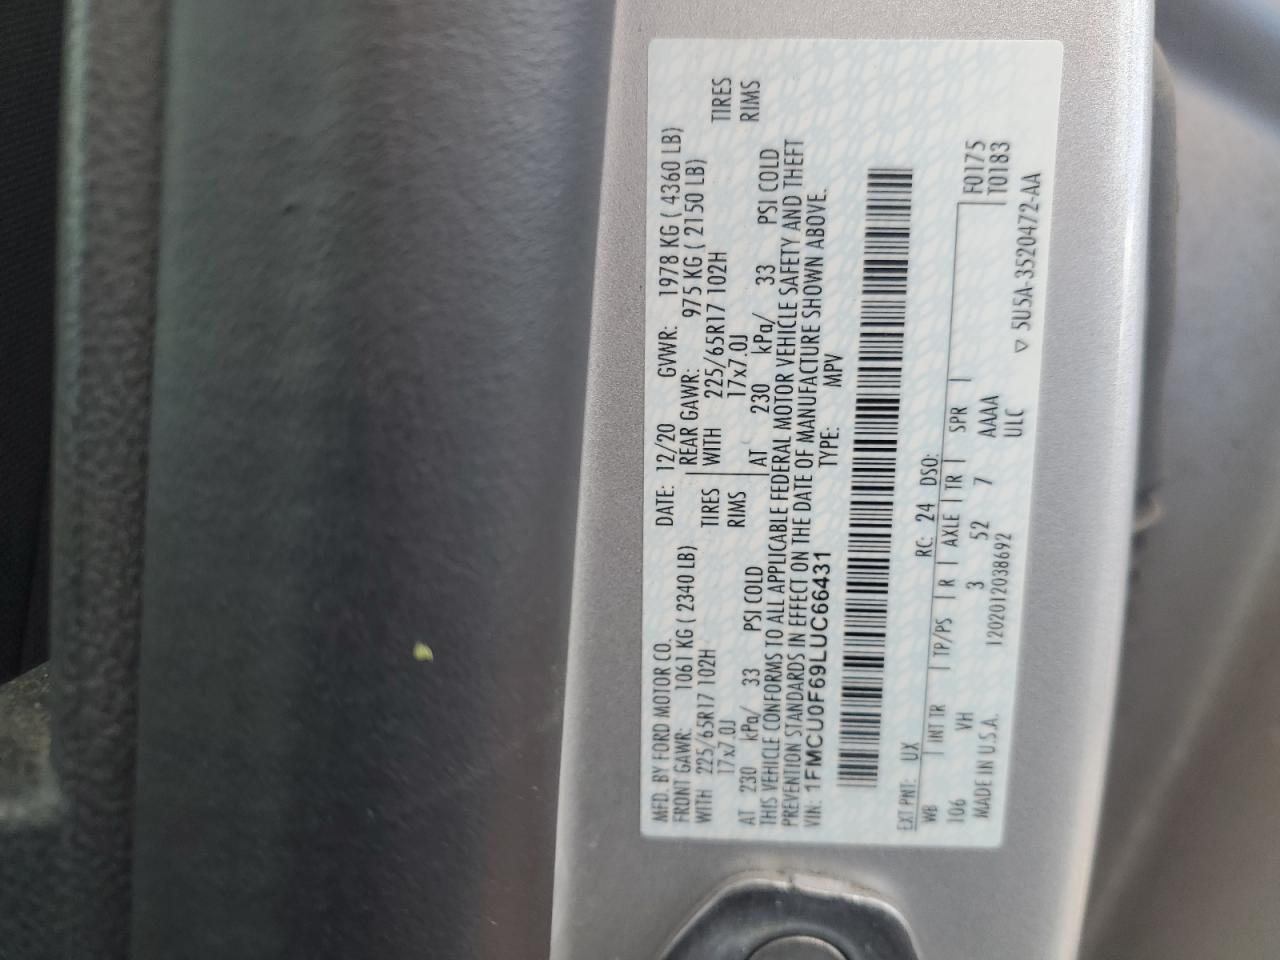 MFD. BY FORD MOTOR CO.
DATE: 12/20 GVWR: 1978 KG ( 4360 LB)
FRONT GAWR: 1061 KG ( 2340 LB) REAR GAWR: 975 KG ( 2150 LB)
WITH 225/65R17 102H TIRES WITH 225/65R17 102H TIRES
17x7.0J RIMS 17x7.0J RIMS
AT 230 kPa/ 33 PSI COLD AT 230 kPa/ 33 PSI COLD
THIS VEHICLE CONFORMS TO ALL APPLICABLE FEDERAL MOTOR VEHICLE SAFETY AND THEFT
PREVENTION STANDARDS IN EFFECT ON THE DATE OF MANUFACTURE SHOWN ABOVE.
VIN: 1FMCU0F69LUC66431 TYPE: MPV
EXT PNT: UX RC: 24 DSO:
WB INT TR TP/PS R AXLE TR SPR F0175
106 VH 3 52 7 AAAA T0183
MADE IN U.S.A. 1202012038692 ULC
▽ 5U5A-3520472-AA